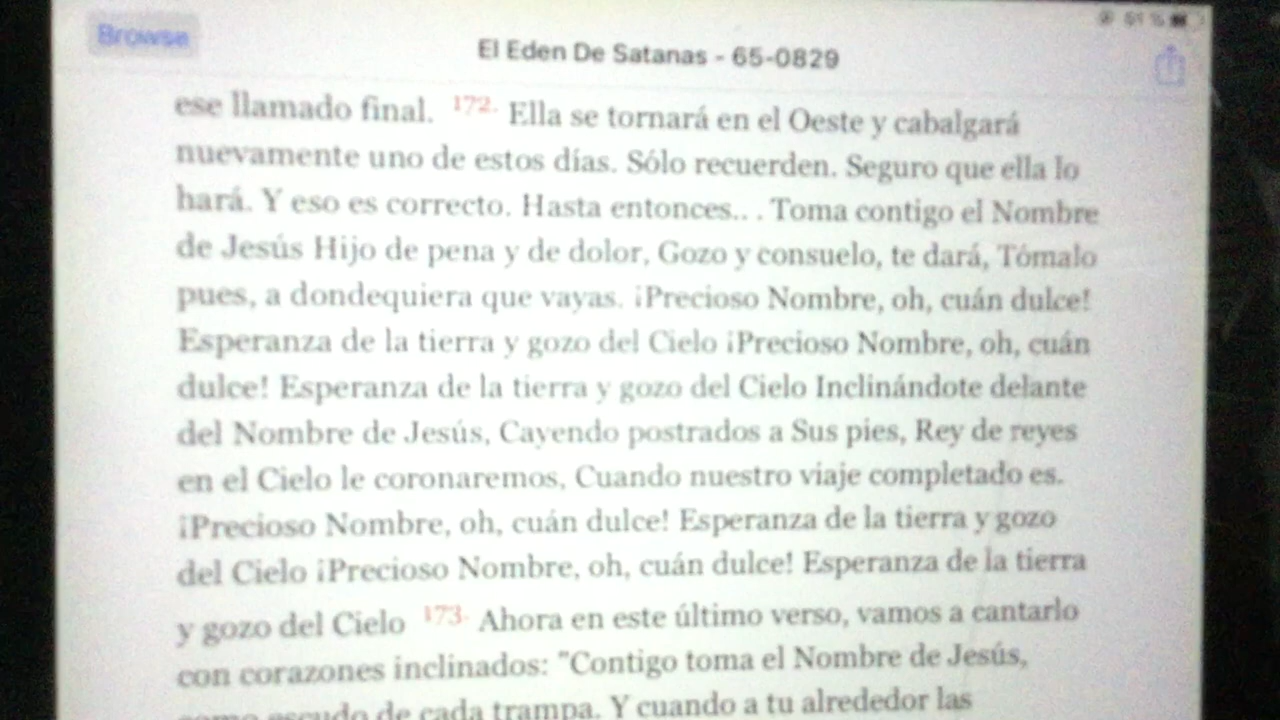 Browse
51 %
El Eden De Satanas - 65-0829
ese llamado final. 172. Ella se tornará en el Oeste y cabalgará
nuevamente uno de estos días. Sólo recuerden. Seguro que ella lo
hará. Y eso es correcto. Hasta entonces... Toma contigo el Nombre
de Jesús Hijo de pena y de dolor, Gozo y consuelo, te dará, Tómalo
pues, a dondequiera que vayas. ¡Precioso Nombre, oh, cuán dulce!
Esperanza de la tierra y gozo del Cielo ¡Precioso Nombre, oh, cuán
dulce! Esperanza de la tierra y gozo del Cielo Inclinándote delante
del Nombre de Jesús, Cayendo postrados a Sus pies, Rey de reyes
en el Cielo le coronaremos, Cuando nuestro viaje completado es.
¡Precioso Nombre, oh, cuán dulce! Esperanza de la tierra y gozo
del Cielo ¡Precioso Nombre, oh, cuán dulce! Esperanza de la tierra
y gozo del Cielo 173. Ahora en este último verso, vamos a cantarlo
con corazones inclinados: "Contigo toma el Nombre de Jesús,
como escudo de cada trampa. Y cuando a tu alrededor las